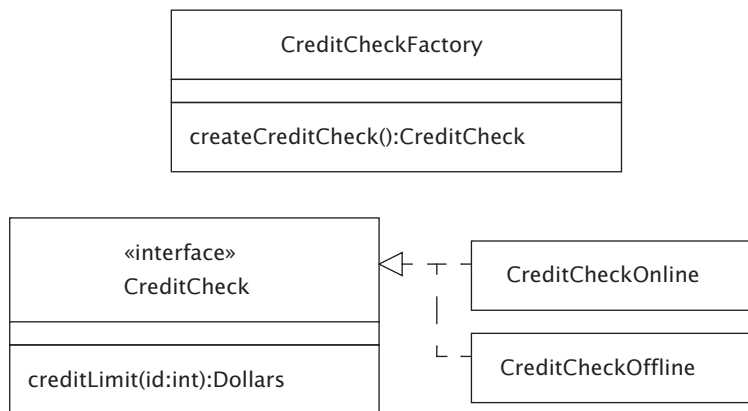 CreditCheckFactory
createCreditCheck():CreditCheck
«interface»
CreditCheck
creditLimit(id:int):Dollars
CreditCheckOnline
CreditCheckOffline